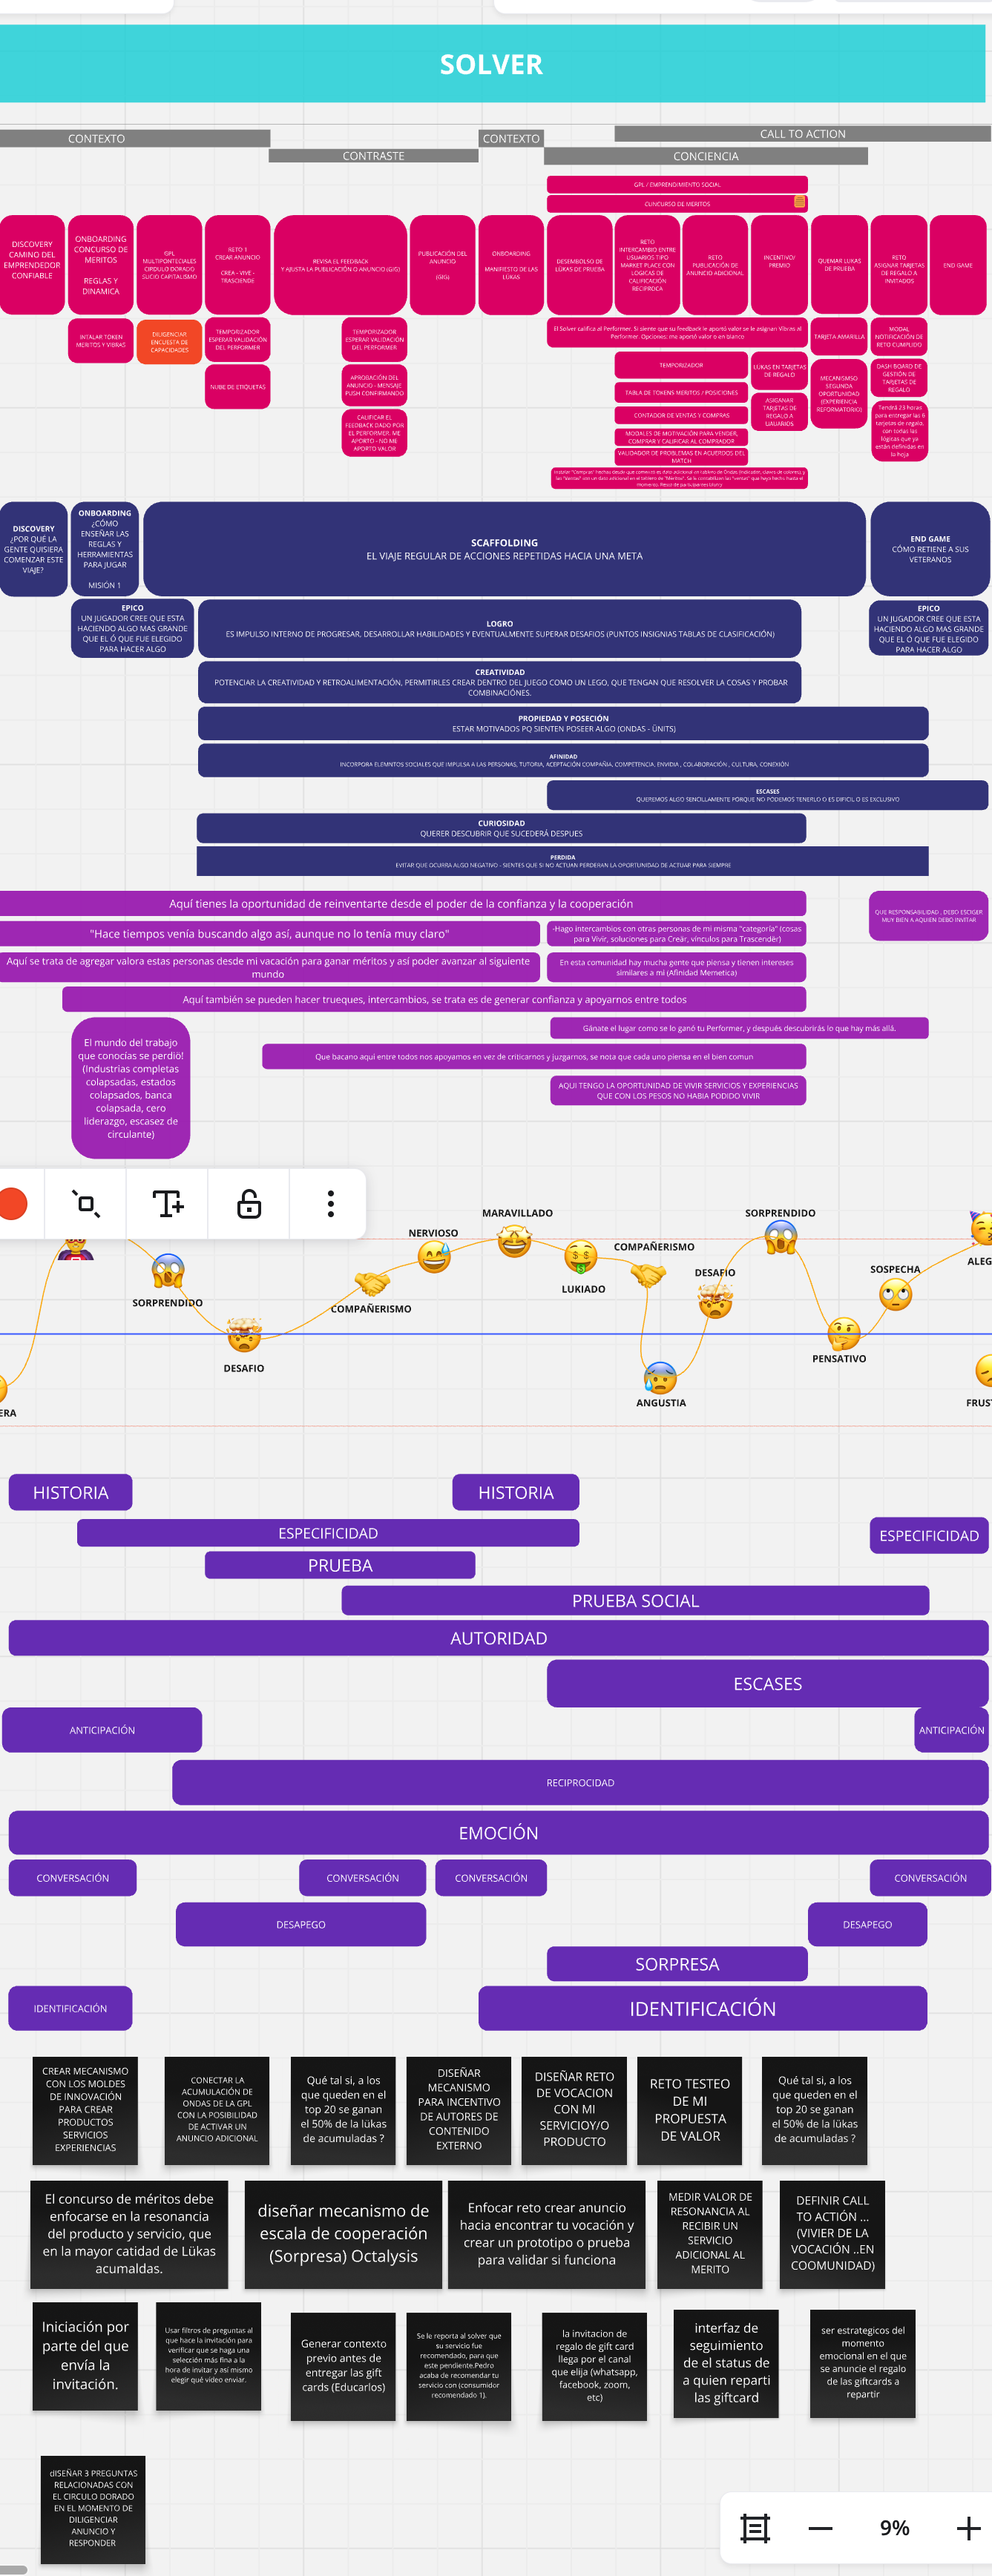 SOLVER
CONTEXTO
CONTEXTO
CALL TO ACTION
CONTRASTE
CONCIENCIA
GPL / EMPRENDIMIENTO SOCIAL
CUNCURSO DE MERITOS
DISCOVERY
CAMINO DEL
EMPRENDEDOR
CONFIABLE
ONBOARDING
CONCURSO DE
MERITOS
REGLAS Y
DINAMICA
GPL
MULTIPONTECIALES
CIRDULO DORADO
SUCIO CAPITALISMO
RETO 1
CREAR ANUNCIO
CREA - VIVE -
TRASCIENDE
REVISA EL FEEDBACK
Y AJUSTA LA PUBLICACIÓN O ANUNCIO (GIG)
PUBLICACIÓN DEL
ANUNCIO
(GIG)
ONBOARDING
MANIFIESTO DE LAS
LÜKAS
DESEMBOLSO DE
LÜKAS DE PRUEBA
RETO
INTERCAMBIO ENTRE
USUARIOS TIPO
MARKET PLACE CON
LOGICAS DE
CALIFICACIÓN
RECIPROCA
RETO
PUBLICACIÓN DE
ANUNCIO ADICIONAL
INCENTIVO/
PREMIO
QUEMAR LUKAS
DE PRUEBA
RETO
ASIGNAR TARJETAS
DE REGALO A
INVITADOS
END GAME
INTALAR TOKEN
MERITOS Y VIBRAS
DILIGENCIAR
ENCUESTA DE
CAPACIDADES
TEMPORIZADOR
ESPERAR VALIDACIÓN
DEL PERFORMER
NUBE DE ETIQUETAS
TEMPORIZADOR
ESPERAR VALIDACIÓN
DEL PERFORMER
APROBACIÓN DEL
ANUNCIO - MENSAJE
PUSH CONFIRMANDO
CALIFICAR EL
FEEDBACK DADO POR
EL PERFORMER. ME
APORTO - NO ME
APORTO VALOR
El Solver califica al Performer. Si siente que su feedback le aportó valor se le asignan Vibras al
Performer. Opciones: me aportó valor o en blanco
TEMPORIZADOR
TABLA DE TOKENS MERITOS / POSICIONES
CONTADOR DE VENTAS Y COMPRAS
MODALES DE MOTIVACIÓN PARA VENDER,
COMPRAR Y CALIFICAR AL COMPRADOR
VALIDADOR DE PROBLEMAS EN ACUERDOS DEL
MATCH
LUKAS EN TARJETAS
DE REGALO
ASIGANAR
TARJETAS DE
REGALO A
UAUARIOS
TARJETA AMARILLA
MECANISMSO
SEGUNDA
OPORTUNIDAD
(EXPERIENCIA
REFORMATORIO)
MODAL
NOTIFICACIÓN DE
RETO CUMPLIDO
DASH BOARD DE
GESTIÓN DE
TARJETAS DE
REGALO
Tendrá 23 horas
para entregar las 6
tarjetas de regalo,
con todas las
lógicas que ya
están definidas en
la hoja
DISCOVERY
¿POR QUÉ LA
GENTE QUISIERA
COMENZAR ESTE
VIAJE?
ONBOARDING
¿CÓMO
ENSEÑAR LAS
REGLAS Y
HERRAMIENTAS
PARA JUGAR
MISIÓN 1
SCAFFOLDING
EL VIAJE REGULAR DE ACCIONES REPETIDAS HACIA UNA META
END GAME
CÓMO RETIENE A SUS
VETERANOS
EPICO
UN JUGADOR CREE QUE ESTA
HACIENDO ALGO MAS GRANDE
QUE EL Ó QUE FUE ELEGIDO
PARA HACER ALGO
LOGRO
ES IMPULSO INTERNO DE PROGRESAR, DESARROLLAR HABILIDADES Y EVENTUALMENTE SUPERAR DESAFIOS (PUNTOS INSIGNIAS TABLAS DE CLASIFICACIÓN)
EPICO
UN JUGADOR CREE QUE ESTA
HACIENDO ALGO MAS GRANDE
QUE EL Ó QUE FUE ELEGIDO
PARA HACER ALGO
CREATIVIDAD
POTENCIAR LA CREATIVIDAD Y RETROALIMENTACIÓN, PERMITIRLES CREAR DENTRO DEL JUEGO COMO UN LEGO, QUE TENGAN QUE RESOLVER LA COSAS Y PROBAR
COMBINACIÓNES.
PROPIEDAD Y POSECIÓN
ESTAR MOTIVADOS PQ SIENTEN POSEER ALGO (ONDAS - ÜNITS)
AFINIDAD
INCORPORA ELEMNTOS SOCIALES QUE IMPULSA A LAS PERSONAS, TUTORIA, ACEPTACIÓN COMPAÑIA, COMPETENCIA, ENVIDIA , COLABORACIÓN , CULTURA, CONEXIÓN
ESCASES
QUEREMOS ALGO SENCILLAMENTE PORQUE NO PODEMOS TENERLO O ES DIFICIL O ES EXCLUSIVO
CURIOSIDAD
QUERER DESCUBRIR QUE SUCEDERÁ DESPUES
PERDIDA
EVITAR QUE OCURRA ALGO NEGATIVO - SIENTES QUE SI NO ACTUAN PERDERAN LA OPORTUNIDAD DE ACTUAR PARA SIEMPRE
Aquí tienes la oportunidad de reinventarte desde el poder de la confianza y la cooperación
QUE RESPONSABILIDAD , DEBO ESCIGER
MUY BIEN A AQUIEN DEBO INVITAR
"Hace tiempos venía buscando algo así, aunque no lo tenía muy claro"
-Hago intercambios con otras personas de mi misma "categoría" (cosas
para Vivir, soluciones para Creär, vínculos para Trascendër)
Aquí se trata de agregar valora estas personas desde mi vacación para ganar méritos y así poder avanzar al siguiente
mundo
En esta comunidad hay mucha gente que piensa y tienen intereses
similares a mi (Afinidad Memetica)
Aquí también se pueden hacer trueques, intercambios, se trata es de generar confianza y apoyarnos entre todos
El mundo del trabajo
que conocías se perdió!
(Industrias completas
colapsadas, estados
colapsados, banca
colapsada, cero
liderazgo, escasez de
circulante)
Gánate el lugar como se lo ganó tu Performer, y después descubrirás lo que hay más allá.
Que bacano aquí entre todos nos apoyamos en vez de criticarnos y juzgarnos, se nota que cada uno piensa en el bien comun
AQUI TENGO LA OPORTUNIDAD DE VIVIR SERVICIOS Y EXPERIENCIAS
QUE CON LOS PESOS NO HABIA PODIDO VIVIR
MARAVILLADO
SORPRENDIDO
NERVIOSO
COMPAÑERISMO
ALEG
SOSPECHA
DESAFIO
LUKIADO
SORPRENDIDO
COMPAÑERISMO
PENSATIVO
DESAFIO
ANGUSTIA
FRUS
ERA
HISTORIA
HISTORIA
ESPECIFICIDAD
ESPECIFICIDAD
PRUEBA
PRUEBA SOCIAL
AUTORIDAD
ESCASES
ANTICIPACIÓN
ANTICIPACIÓN
RECIPROCIDAD
EMOCIÓN
CONVERSACIÓN
CONVERSACIÓN
CONVERSACIÓN
CONVERSACIÓN
DESAPEGO
DESAPEGO
SORPRESA
IDENTIFICACIÓN
IDENTIFICACIÓN
CREAR MECANISMO
CON LOS MOLDES
DE INNOVACIÓN
PARA CREAR
PRODUCTOS
SERVICIOS
EXPERIENCIAS
CONECTAR LA
ACUMULACIÓN DE
ONDAS DE LA GPL
CON LA POSIBILIDAD
DE ACTIVAR UN
ANUNCIO ADICIONAL
Qué tal si, a los
que queden en el
top 20 se ganan
el 50% de la lükas
de acumuladas ?
DISEÑAR
MECANISMO
PARA INCENTIVO
DE AUTORES DE
CONTENIDO
EXTERNO
DISEÑAR RETO
DE VOCACION
CON MI
SERVICIOY/O
PRODUCTO
RETO TESTEO
DE MI
PROPUESTA
DE VALOR
Qué tal si, a los
que queden en el
top 20 se ganan
el 50% de la lükas
de acumuladas ?
El concurso de méritos debe
enfocarse en la resonancia
del producto y servicio, que
en la mayor catidad de Lükas
acumaldas.
diseñar mecanismo de
escala de cooperación
(Sorpresa) Octalysis
Enfocar reto crear anuncio
hacia encontrar tu vocación y
crear un prototipo o prueba
para validar si funciona
MEDIR VALOR DE
RESONANCIA AL
RECIBIR UN
SERVICIO
ADICIONAL AL
MERITO
DEFINIR CALL
TO ACTIÓN ...
(VIVIER DE LA
VOCACIÓN ..EN
COOMUNIDAD)
Iniciación por
parte del que
envía la
invitación.
Usar filtros de preguntas al
que hace la invitación para
verificar que se haga una
selección más fina a la
hora de invitar y así mismo
elegir qué video enviar.
Generar contexto
previo antes de
entregar las gift
cards (Educarlos)
Se le reporta al solver que
su servicio fue
recomendado, para que
este pendiente.Pedro
acaba de recomendar tu
servicio con (consumidor
recomendado 1).
la invitacion de
regalo de gift card
llega por el canal
que elija (whatsapp,
facebook, zoom,
etc)
interfaz de
seguimiento
de el status de
a quien reparti
las giftcard
ser estrategicos del
momento
emocional en el que
se anuncie el regalo
de las giftcards a
repartir
dISEÑAR 3 PREGUNTAS
RELACIONADAS CON
EL CIRCULO DORADO
EN EL MOMENTO DE
DILIGENCIAR
ANUNCIO Y
RESPONDER
9%